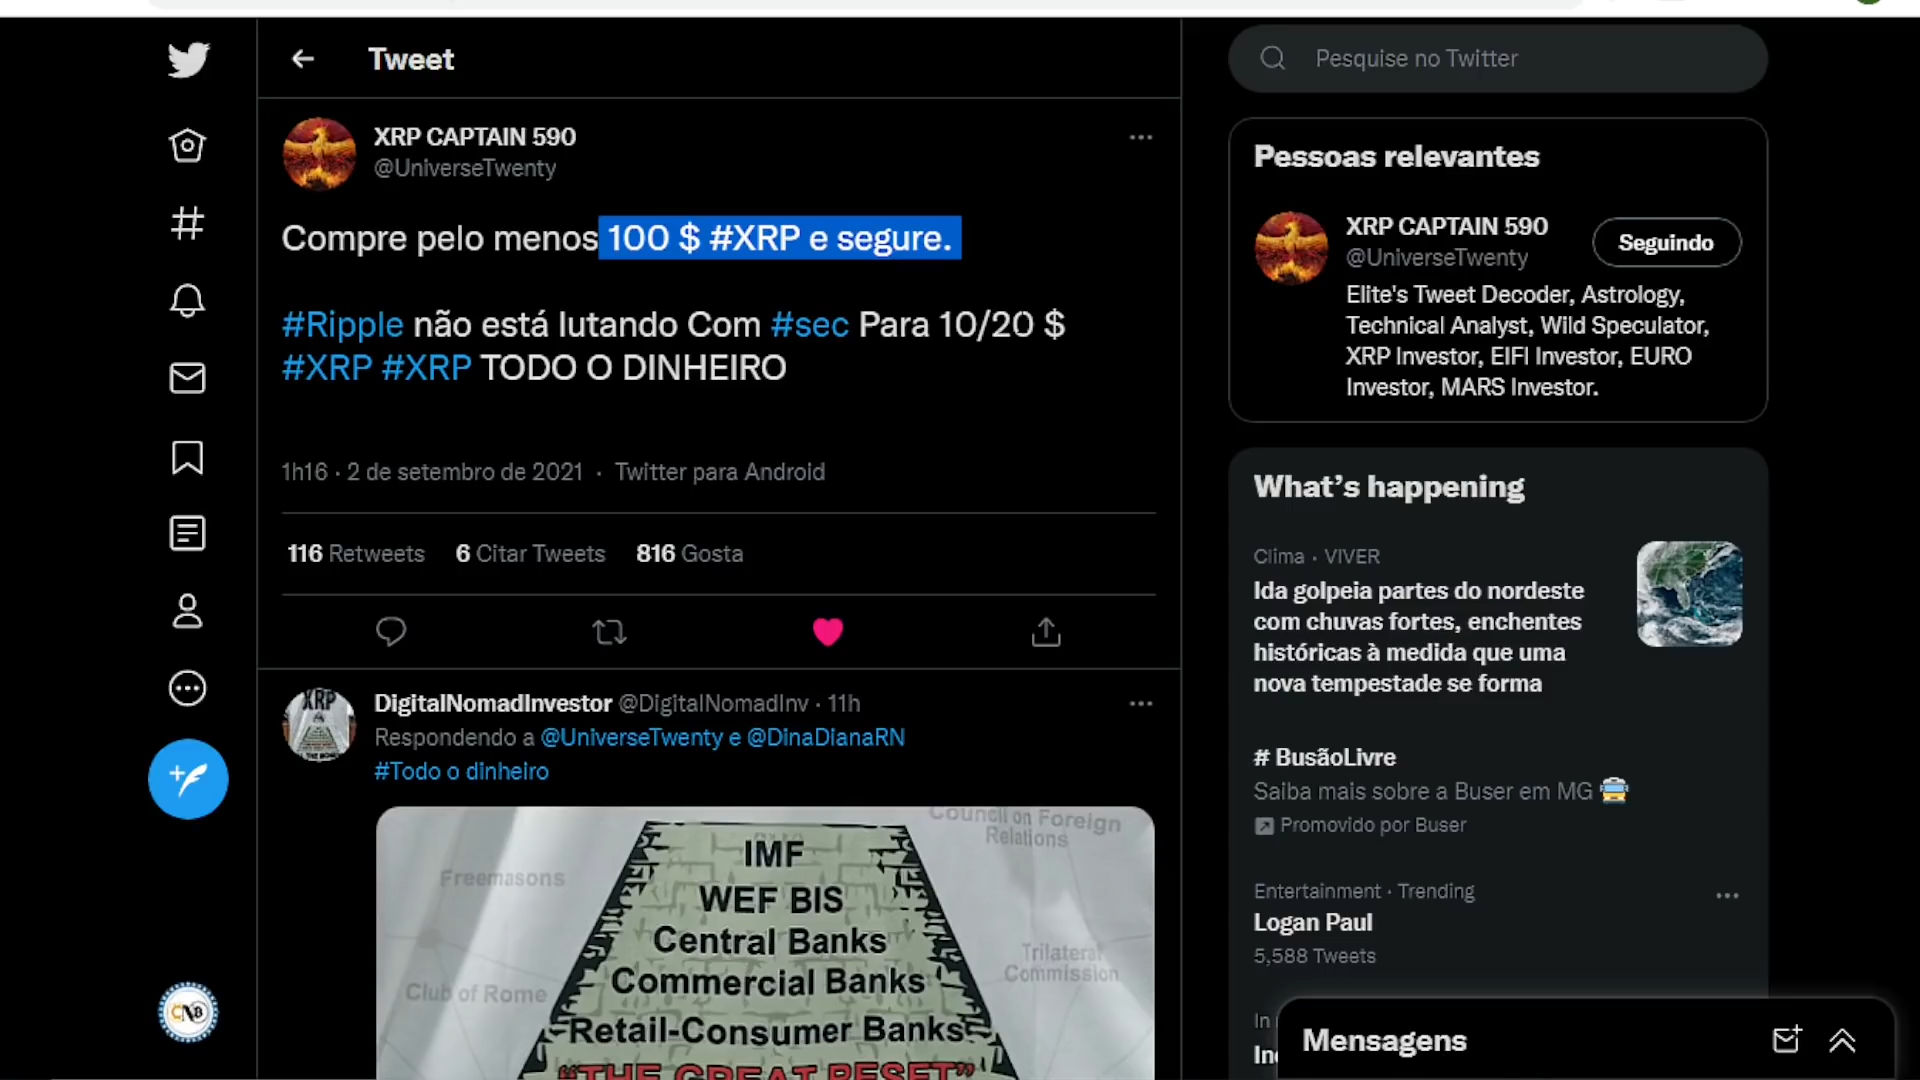 Tweet
XRP CAPTAIN 590
@UniverseTwenty
Compre pelo menos 100 $ #XRP e segure.
#Ripple não está lutando Com #sec Para 10/20 $
#XRP #XRP TODO O DINHEIRO
1h16 · 2 de setembro de 2021 · Twitter para Android
116 Retweets 6 Citar Tweets 816 Gosta
DigitalNomadInvestor @DigitalNomadInv · 11h
Respondendo a @UniverseTwenty e @DinaDianaRN
#Todo o dinheiro
XRP
Council on Foreign
Relations
Freemasons
IMF
WEF BIS
Central Banks
Trilateral
Commission
Commercial Banks
Club of Rome
Retail-Consumer Banks
"THE GREAT RESET"
CNB
Pesquise no Twitter
Pessoas relevantes
XRP CAPTAIN 590
@UniverseTwenty
Seguindo
Elite's Tweet Decoder, Astrology,
Technical Analyst, Wild Speculator,
XRP Investor, EIFI Investor, EURO
Investor, MARS Investor.
What's happening
Clima · VIVER
Ida golpeia partes do nordeste
com chuvas fortes, enchentes
históricas à medida que uma
nova tempestade se forma
# BusãoLivre
Saiba mais sobre a Buser em MG
Promovido por Buser
Entertainment · Trending
Logan Paul
5,588 Tweets
Mensagens